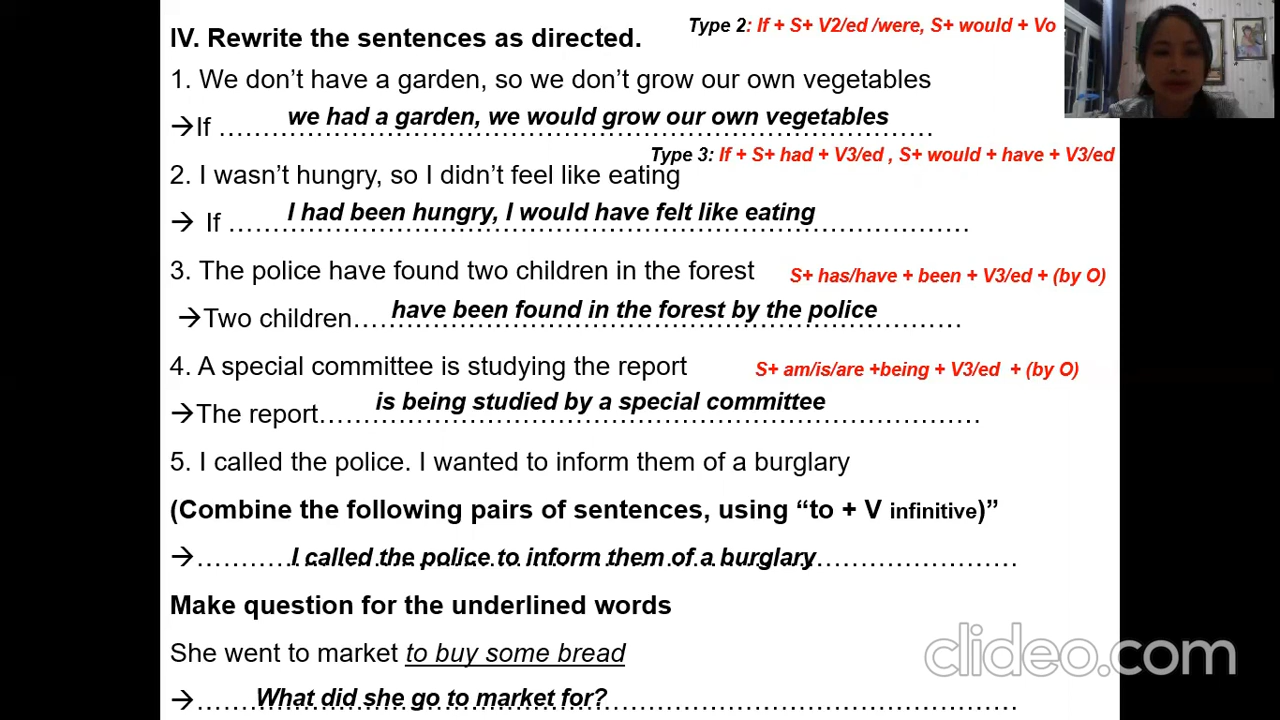 IV. Rewrite the sentences as directed.
Type 2: If + S+ V2/ed /were, S+ would + Vo
1. We don't have a garden, so we don't grow our own vegetables
→If ……we had a garden, we would grow our own vegetables……
Type 3: If + S+ had + V3/ed , S+ would + have + V3/ed
2. I wasn't hungry, so I didn't feel like eating
→ If ……I had been hungry, I would have felt like eating……
3. The police have found two children in the forest
S+ has/have + been + V3/ed + (by O)
→Two children……have been found in the forest by the police……
4. A special committee is studying the report
S+ am/is/are +being + V3/ed + (by O)
→The report……is being studied by a special committee……
5. I called the police. I wanted to inform them of a burglary
(Combine the following pairs of sentences, using “to + V infinitive)”
→……I called the police to inform them of a burglary……
Make question for the underlined words
She went to market to buy some bread
→……What did she go to market for?……
clideo.com